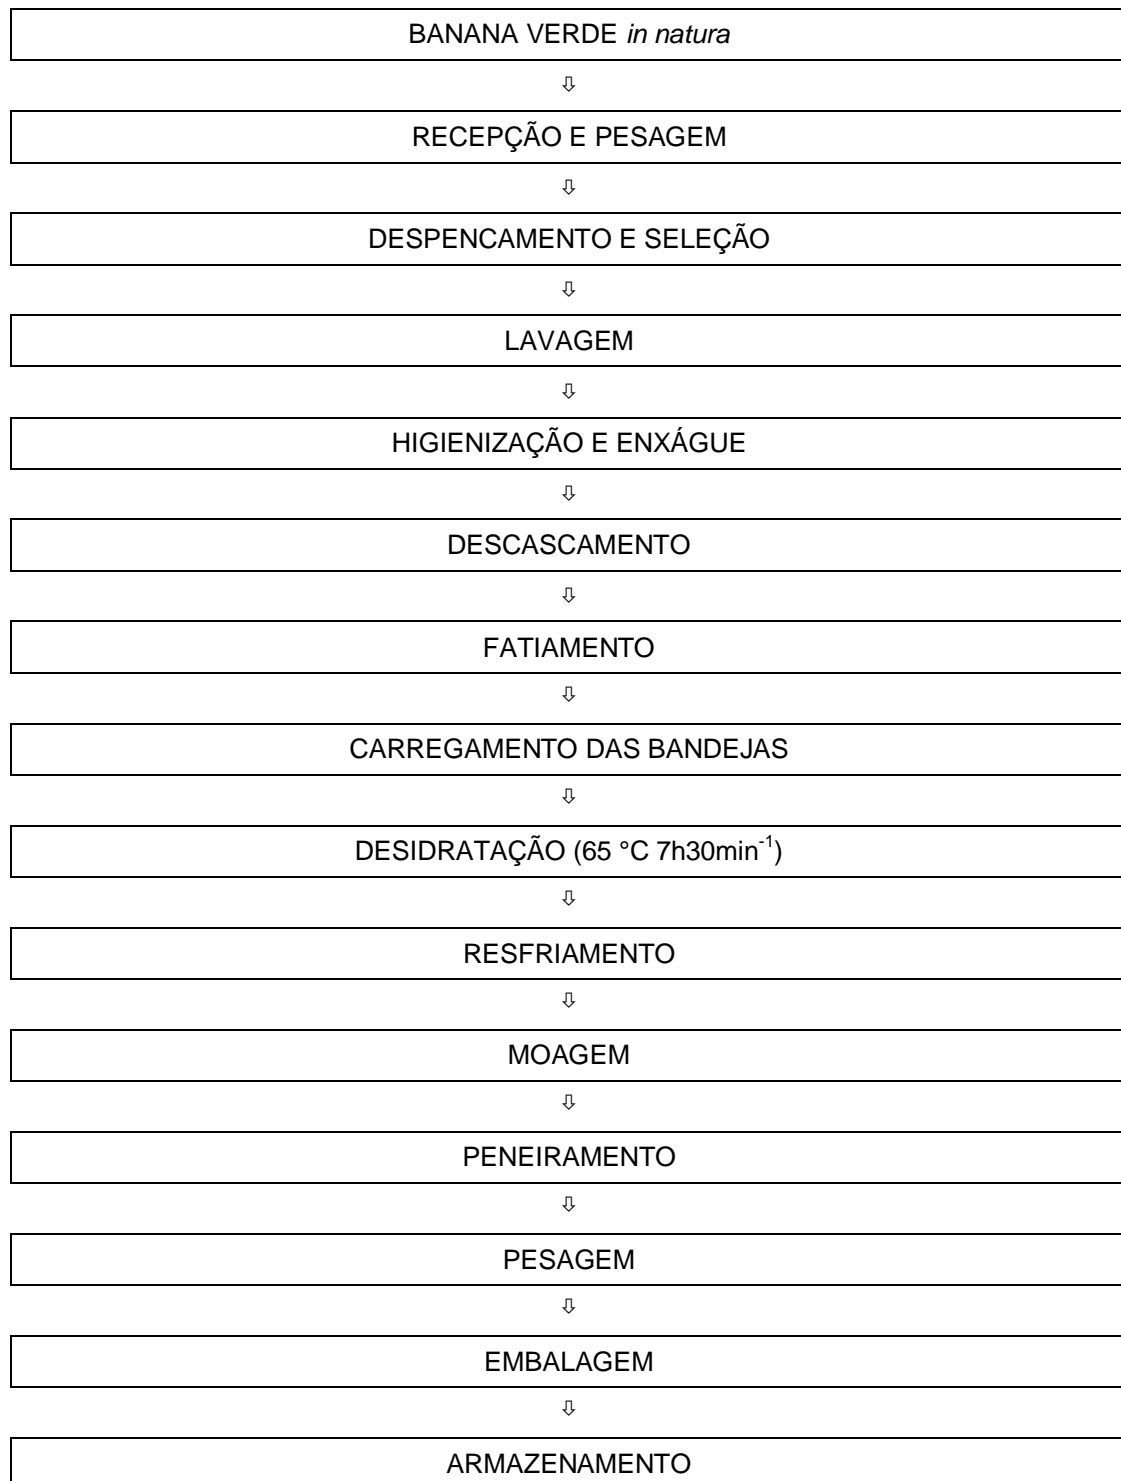 BANANA VERDE in natura
⇩
RECEPÇÃO E PESAGEM
⇩
DESPENCAMENTO E SELEÇÃO
⇩
LAVAGEM
⇩
HIGIENIZAÇÃO E ENXÁGUE
⇩
DESCASCAMENTO
⇩
FATIAMENTO
⇩
CARREGAMENTO DAS BANDEJAS
⇩
DESIDRATAÇÃO (65 °C 7h30min⁻¹)
⇩
RESFRIAMENTO
⇩
MOAGEM
⇩
PENEIRAMENTO
⇩
PESAGEM
⇩
EMBALAGEM
⇩
ARMAZENAMENTO